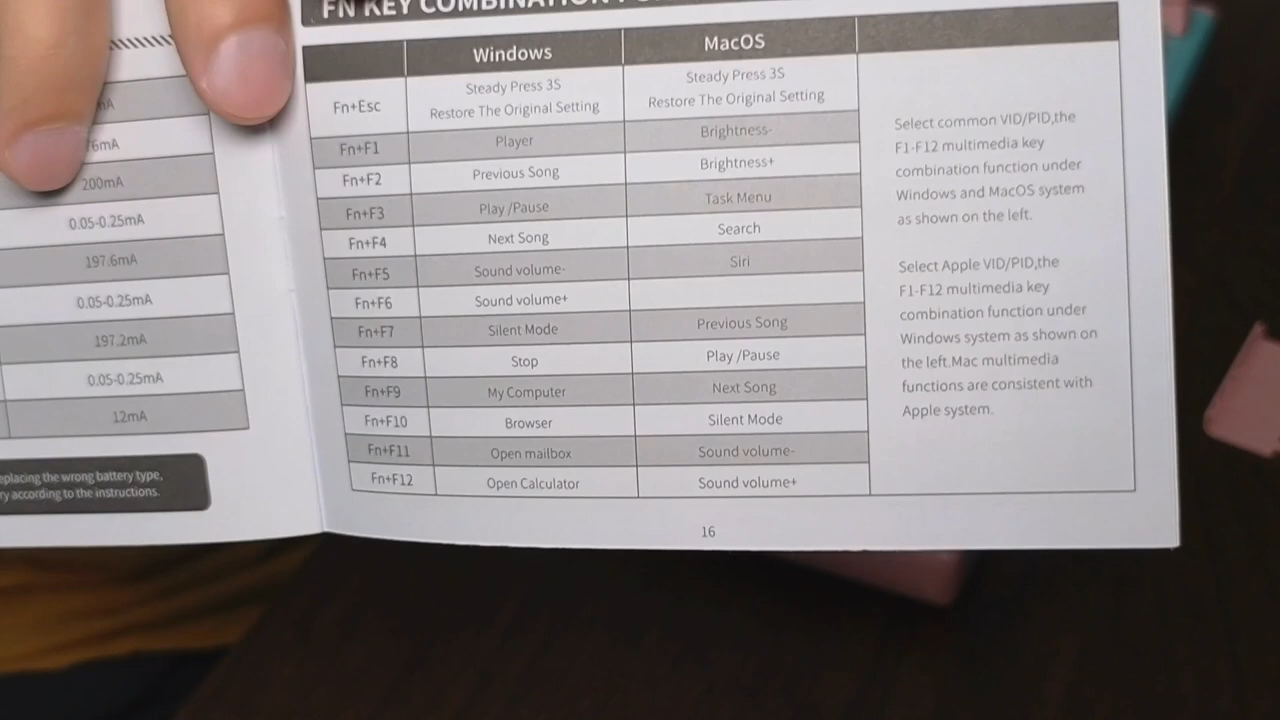 FN KEY COMBINATION
mA
6mA
200mA
0.05-0.25mA
197.6mA
0.05-0.25mA
197.2mA
0.05-0.25mA
12mA
eplacing the wrong battery type,
ry according to the instructions.
Windows MacOS
Fn+Esc Steady Press 3S Restore The Original Setting Steady Press 3S Restore The Original Setting
Fn+F1 Player Brightness-
Fn+F2 Previous Song Brightness+
Fn+F3 Play /Pause Task Menu
Fn+F4 Next Song Search
Fn+F5 Sound volume- Siri
Fn+F6 Sound volume+
Fn+F7 Silent Mode Previous Song
Fn+F8 Stop Play /Pause
Fn+F9 My Computer Next Song
Fn+F10 Browser Silent Mode
Fn+F11 Open mailbox Sound volume-
Fn+F12 Open Calculator Sound volume+
Select common VID/PID,the
F1-F12 multimedia key
combination function under
Windows and MacOS system
as shown on the left.
Select Apple VID/PID,the
F1-F12 multimedia key
combination function under
Windows system as shown on
the left.Mac multimedia
functions are consistent with
Apple system.
16